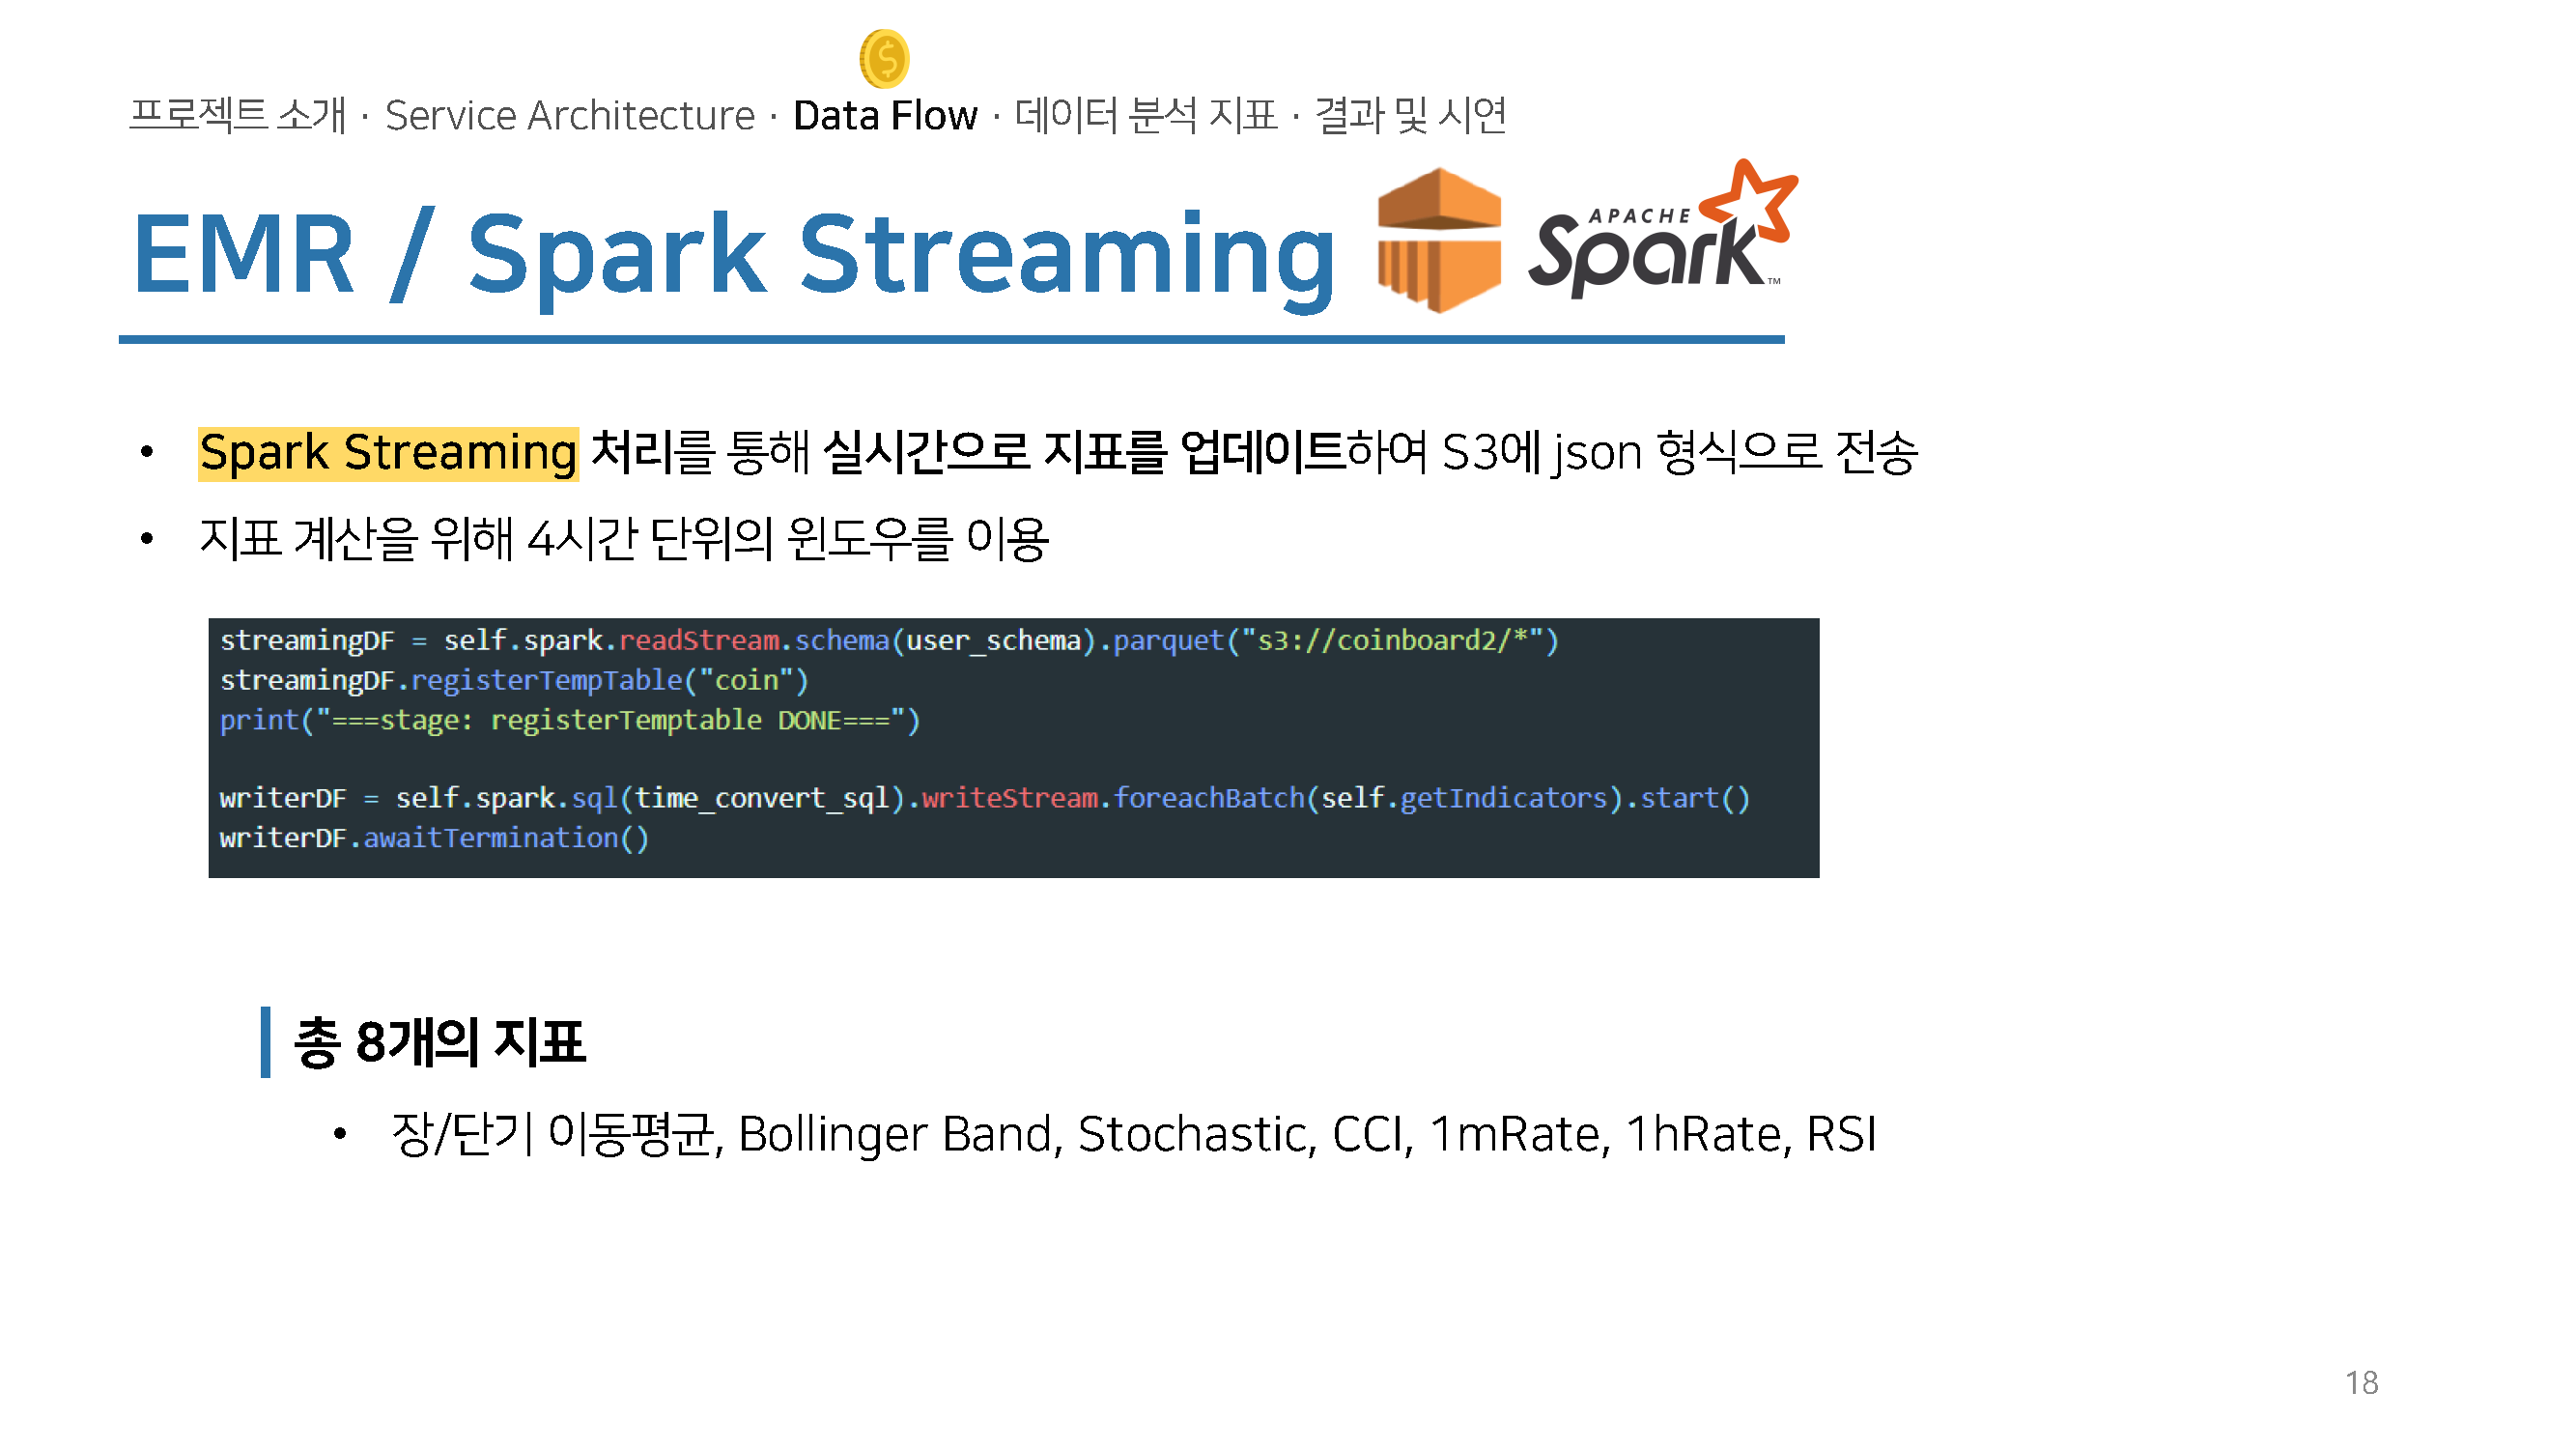 프로젝트 소개 · Service Architecture · Data Flow · 데이터 분석 지표 · 결과 및 시연
EMR / Spark Streaming
APACHE
Spark™
• Spark Streaming 처리를 통해 실시간으로 지표를 업데이트하여 S3에 json 형식으로 전송
• 지표 계산을 위해 4시간 단위의 윈도우를 이용
streamingDF = self.spark.readStream.schema(user_schema).parquet("s3://coinboard2/*")
streamingDF.registerTempTable("coin")
print("===stage: registerTemptable DONE===")
writerDF = self.spark.sql(time_convert_sql).writeStream.foreachBatch(self.getIndicators).start()
writerDF.awaitTermination()
총 8개의 지표
• 장/단기 이동평균, Bollinger Band, Stochastic, CCI, 1mRate, 1hRate, RSI
18